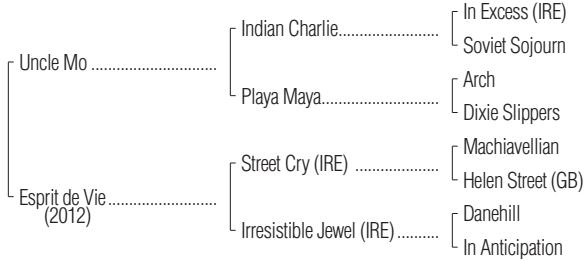 In Excess (IRE)
Indian Charlie......................
Soviet Sojourn
Uncle Mo ............................
Arch
Playa Maya..........................
Dixie Slippers
Machiavellian
Street Cry (IRE) ..................
Helen Street (GB)
Esprit de Vie........................
(2012)
Danehill
Irresistible Jewel (IRE)..........
In Anticipation